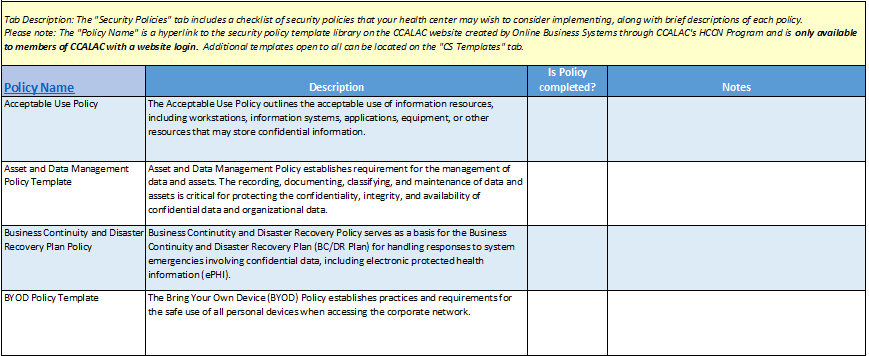 Tab Description: The "Security Policies" tab includes a checklist of security policies that your health center may wish to consider implementing, along with brief descriptions of each policy.
Please note: The "Policy Name" is a hyperlink to the security policy template library on the CCALAC website created by Online Business Systems through CCALAC's HCCN Program and is only available
to members of CCALAC with a website login. Additional templates open to all can be located on the "CS Templates" tab.
Policy Name
Description
Is Policy
completed?
Notes
Acceptable Use Policy
The Acceptable Use Policy outlines the acceptable use of information resources,
including workstations, information systems, applications, equipment, or other
resources that may store confidential information.
Asset and Data Management
Policy Template
Asset and Data Management Policy establishes requirement for the management of
data and assets. The recording, documenting, classifying, and maintenance of data and
assets is critical for protecting the confidentiality, integrity, and availability of
confidential data and organizational data.
Business Continuity and Disaster
Recovery Plan Policy
Business Continutity and Disaster Recovery Policy serves as a basis for the Business
Continuity and Disaster Recovery Plan (BC/DR Plan) for handling responses to system
emergencies involving confidential data, including electronic protected health
information (ePHI).
BYOD Policy Template
The Bring Your Own Device (BYOD) Policy establishes practices and requirements for
the safe use of all personal devices when accessing the corporate network.